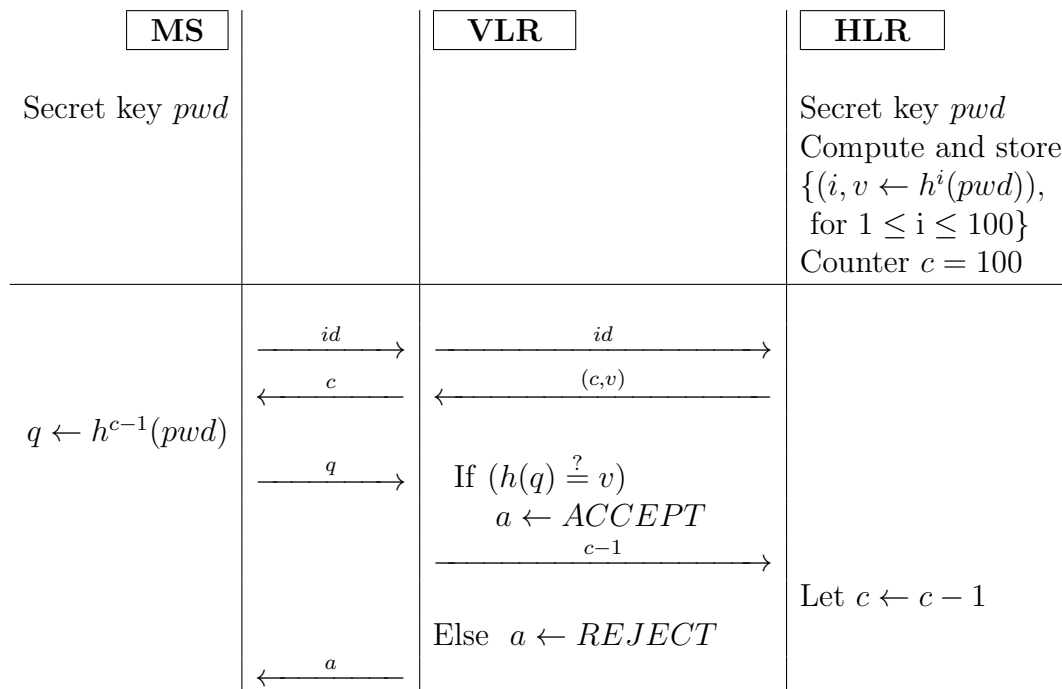 MS VLR HLR
Secret key pwd Secret key pwd
Compute and store
{(i, v ← h^i(pwd)),
for 1 ≤ i ≤ 100}
Counter c = 100
id id
c (c,v)
q ← h^{c−1}(pwd)
q If (h(q) ≟ v)
a ← ACCEPT
c−1
Let c ← c − 1
Else a ← REJECT
a